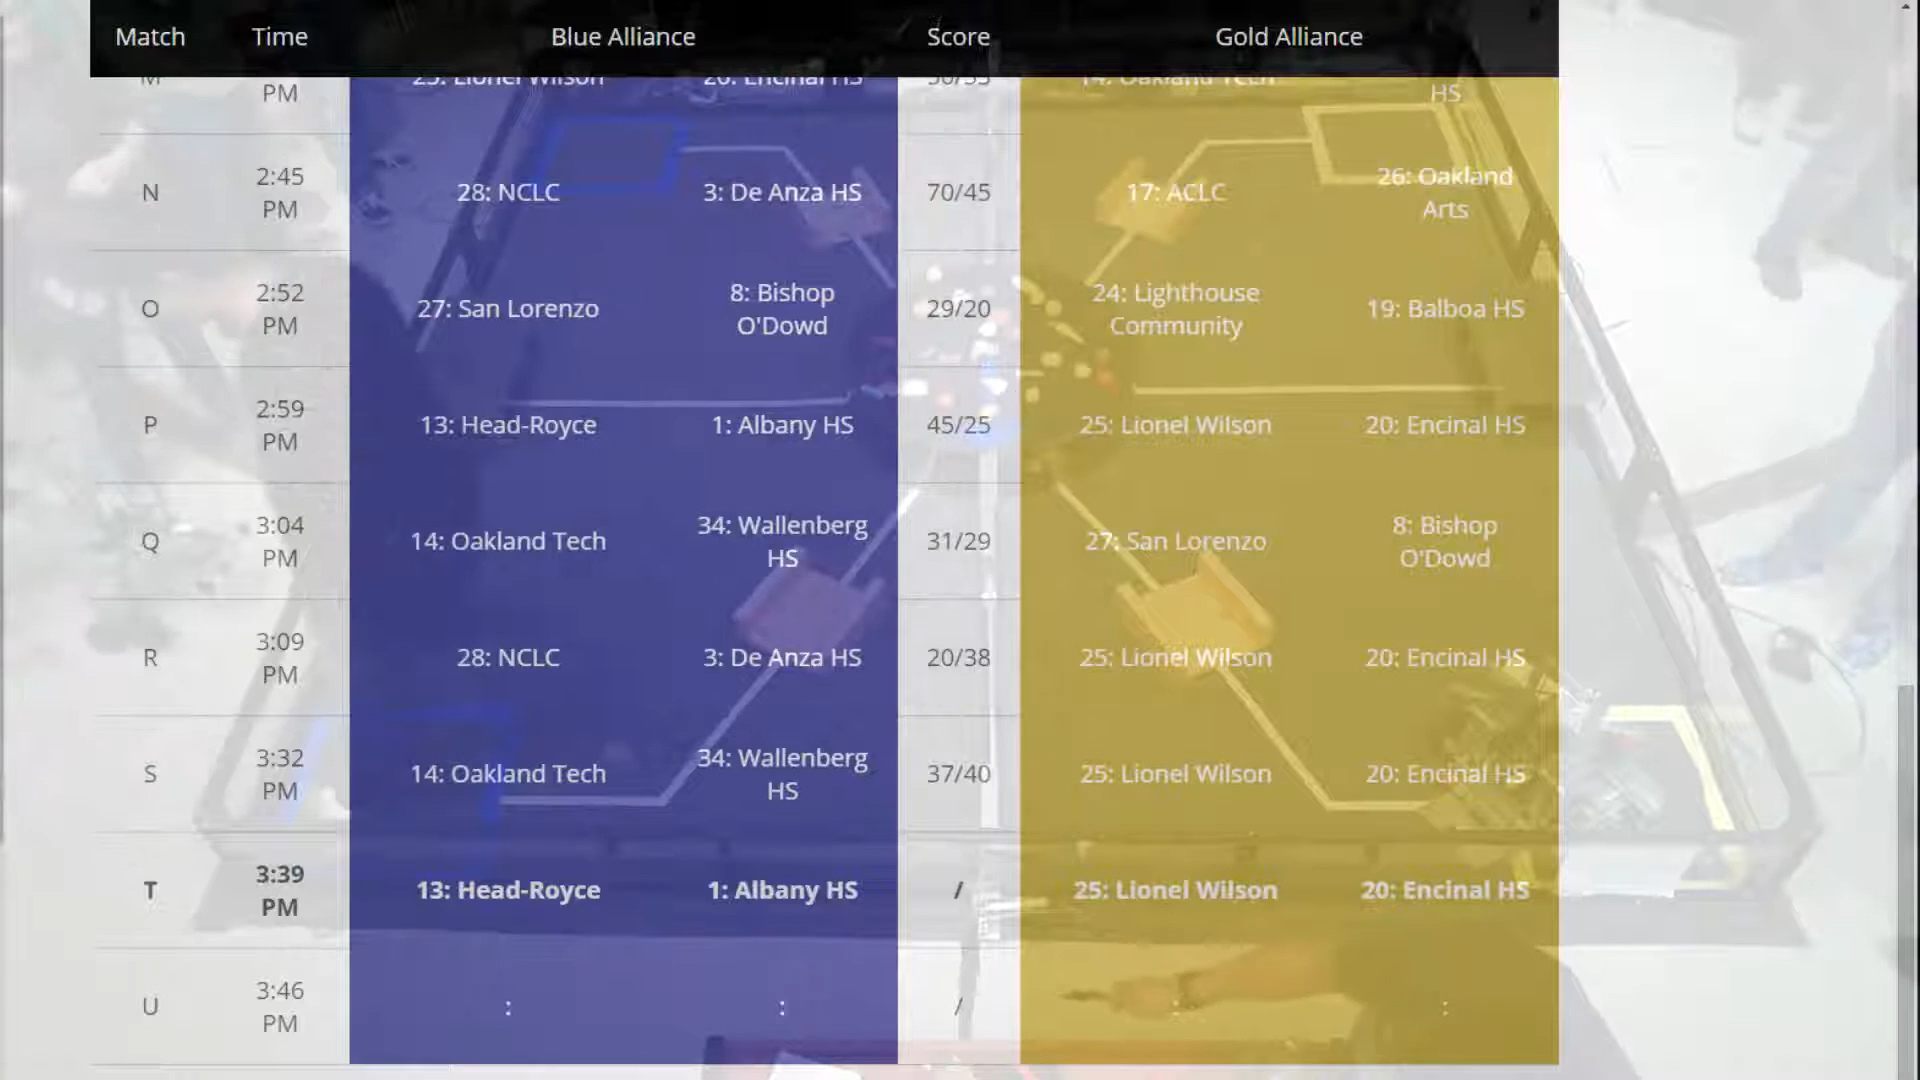 Match Time Blue Alliance Score Gold Alliance
PM HS
N 2:45 PM 28: NCLC 3: De Anza HS 70/45 17: ACLC 26: Oakland Arts
O 2:52 PM 27: San Lorenzo 8: Bishop O'Dowd 29/20 24: Lighthouse Community 19: Balboa HS
P 2:59 PM 13: Head-Royce 1: Albany HS 45/25 25: Lionel Wilson 20: Encinal HS
Q 3:04 PM 14: Oakland Tech 34: Wallenberg HS 31/29 27: San Lorenzo 8: Bishop O'Dowd
R 3:09 PM 28: NCLC 3: De Anza HS 20/38 25: Lionel Wilson 20: Encinal HS
S 3:32 PM 14: Oakland Tech 34: Wallenberg HS 37/40 25: Lionel Wilson 20: Encinal HS
T 3:39 PM 13: Head-Royce 1: Albany HS / 25: Lionel Wilson 20: Encinal HS
U 3:46 PM : : / : :